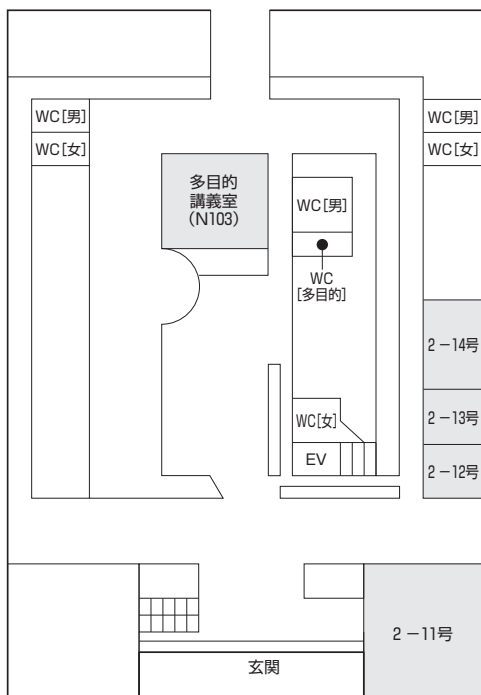 WC[男]
WC[女]
多目的
講義室
(N103)
WC[男]
WC
[多目的]
WC[女]
EV
WC[男]
WC[女]
2－14号
2－13号
2－12号
2－11号
玄関